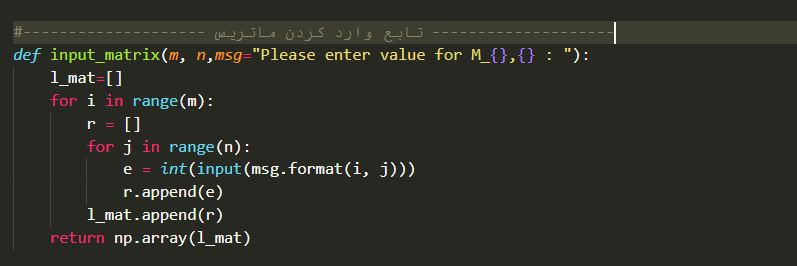 #-------------------- تابع وارد کردن ماتریس --------------------
def input_matrix(m, n,msg="Please enter value for M_{},{} : "):
    l_mat=[]
    for i in range(m):
        r = []
        for j in range(n):
            e = int(input(msg.format(i, j)))
            r.append(e)
        l_mat.append(r)
    return np.array(l_mat)